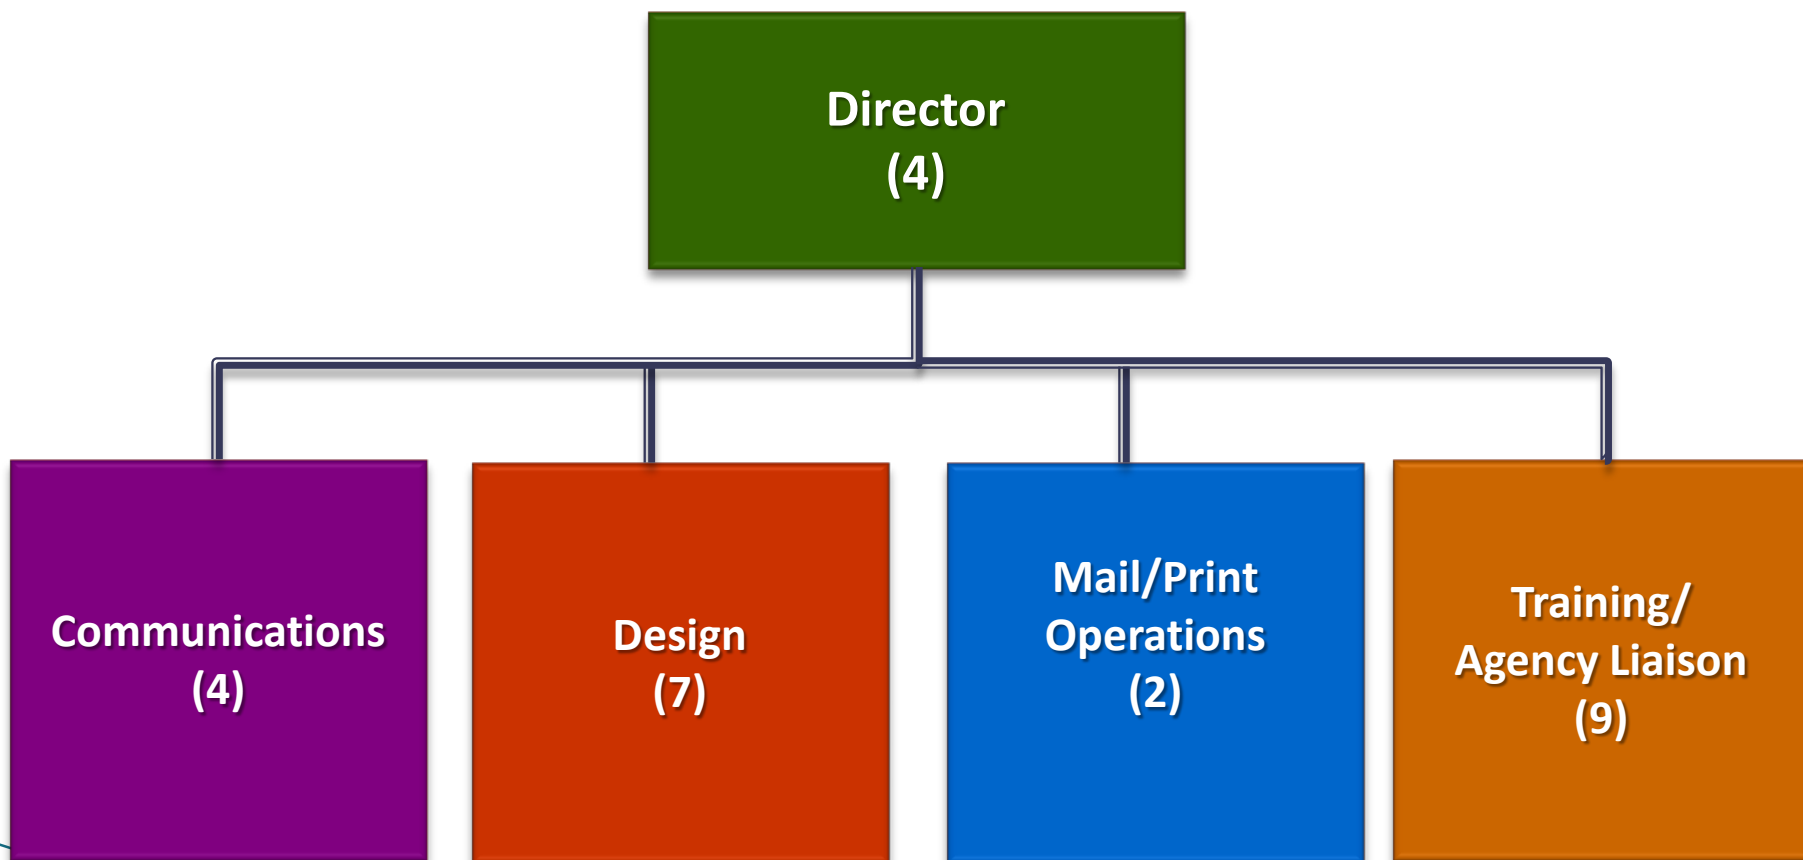 Director
(4)
Communications
(4)
Design
(7)
Mail/Print
Operations
(2)
Training/
Agency Liaison
(9)